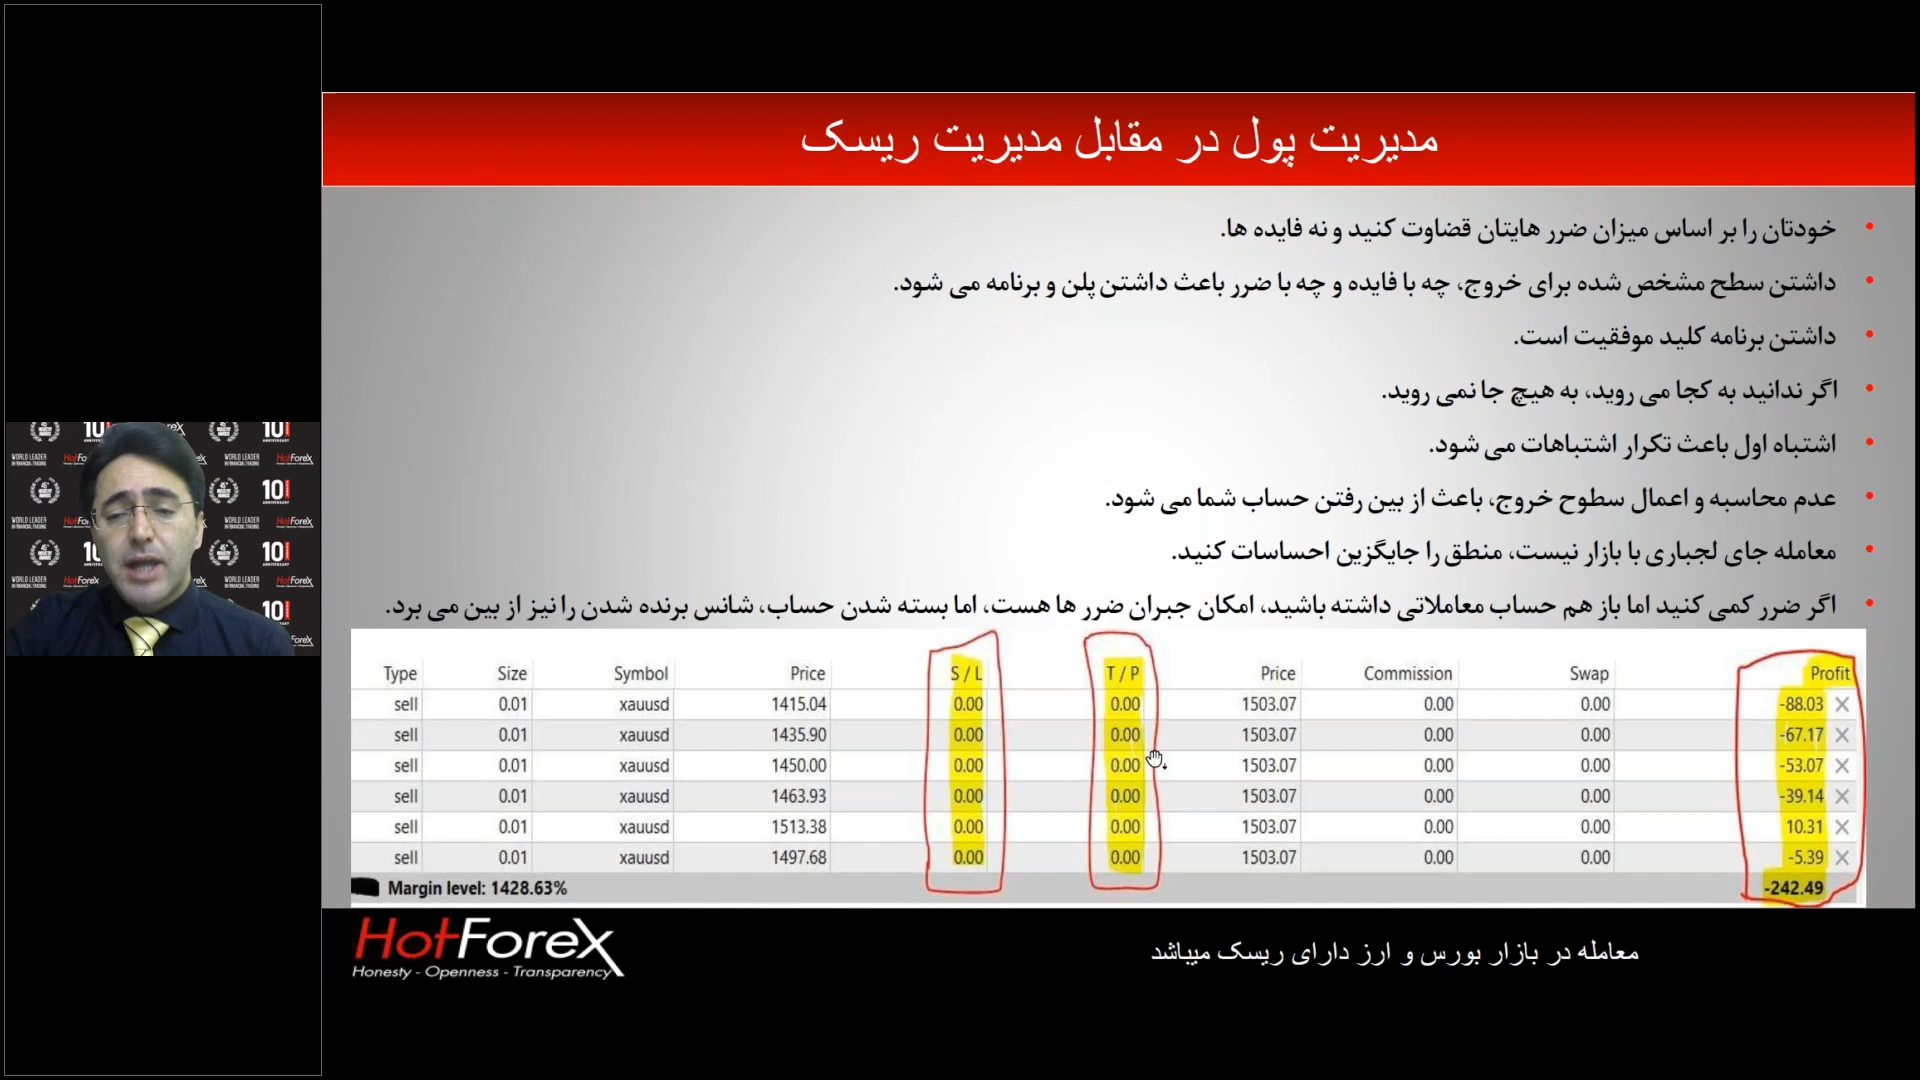 مدیریت پول در مقابل مدیریت ریسک
• خودتان را بر اساس میزان ضرر هایتان قضاوت کنید و نه فایده ها.
• داشتن سطح مشخص شده برای خروج، چه با فایده و چه با ضرر باعث داشتن پلن و برنامه می شود.
• داشتن برنامه کلید موفقیت است.
• اگر ندانید به کجا می روید، به هیچ جا نمی روید.
• اشتباه اول باعث تکرار اشتباهات می شود.
• عدم محاسبه و اعمال سطوح خروج، باعث از بین رفتن حساب شما می شود.
• معامله جای لجبازی با بازار نیست، منطق را جایگزین احساسات کنید.
• اگر ضرر کمی کنید اما باز هم حساب معاملاتی داشته باشید، امکان جبران ضرر ها هست، اما بسته شدن حساب، شانس برنده شدن را نیز از بین می برد.
Type Size Symbol Price S / L T / P Price Commission Swap Profit
sell 0.01 xauusd 1415.04 0.00 0.00 1503.07 0.00 0.00 -88.03
sell 0.01 xauusd 1435.90 0.00 0.00 1503.07 0.00 0.00 -67.17
sell 0.01 xauusd 1450.00 0.00 0.00 1503.07 0.00 0.00 -53.07
sell 0.01 xauusd 1463.93 0.00 0.00 1503.07 0.00 0.00 -39.14
sell 0.01 xauusd 1513.38 0.00 0.00 1503.07 0.00 0.00 10.31
sell 0.01 xauusd 1497.68 0.00 0.00 1503.07 0.00 0.00 -5.39
Margin level: 1428.63% -242.49
HotForex
Honesty - Openness - Transparency
معامله در بازار بورس و ارز دارای ریسک میباشد
WORLD LEADER
IN FINANCIAL TRADING
HotForex
10
ANNIVERSARY